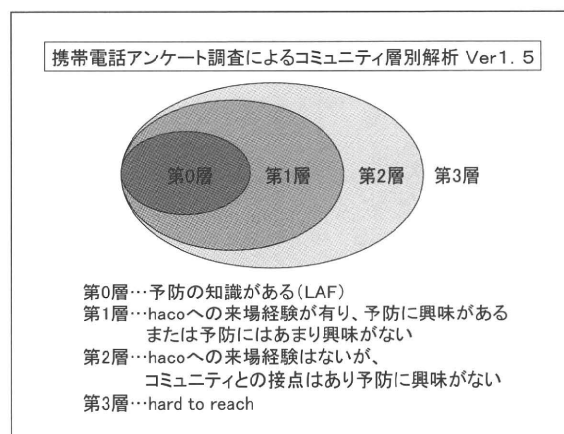 携帯電話アンケート調査によるコミュニティ層別解析 Ver1.5
第0層 第1層 第2層 第3層
第0層…予防の知識がある(LAF)
第1層…hacoへの来場経験が有り、予防に興味がある
または予防にはあまり興味がない
第2層…hacoへの来場経験はないが、
コミュニティとの接点はあり予防に興味がない
第3層…hard to reach